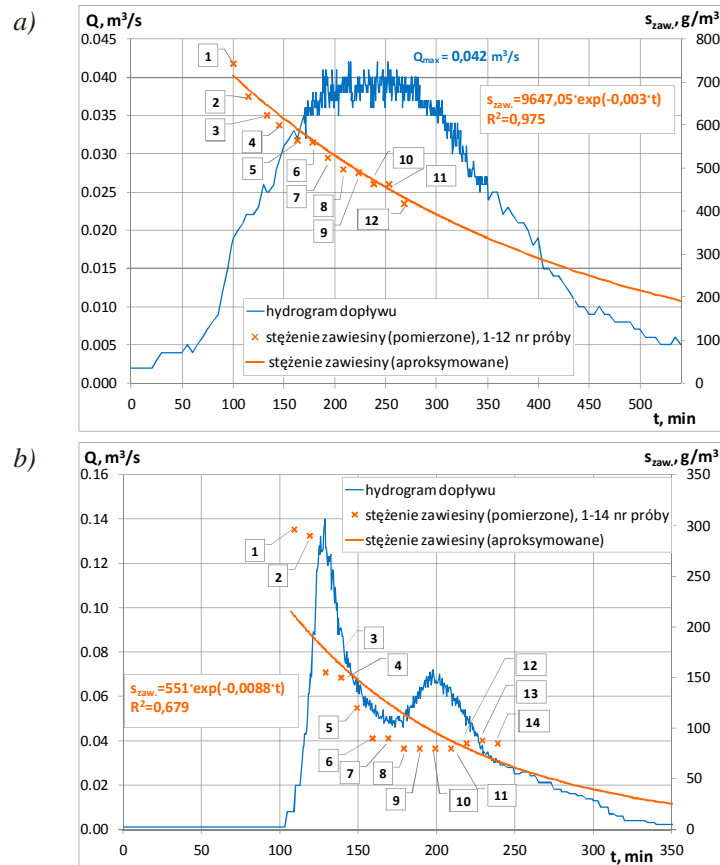 a)
Q, m³/s
s_zaw., g/m³
0.045
0.040
0.035
0.030
0.025
0.020
0.015
0.010
0.005
0.000
800
700
600
500
400
300
200
100
0
Q_max = 0,042 m³/s
s_zaw.=9647,05·exp(-0,003·t)
R²=0,975
1
2
3
4
5
6
7
8
9
10
11
12
hydrogram dopływu
stężenie zawiesiny (pomierzone), 1-12 nr próby
stężenie zawiesiny (aproksymowane)
0 50 100 150 200 250 300 350 400 450 500
t, min
b)
Q, m³/s
s_zaw., g/m³
0.16
0.14
0.12
0.10
0.08
0.06
0.04
0.02
0.00
350
300
250
200
150
100
50
0
hydrogram dopływu
stężenie zawiesiny (pomierzone), 1-14 nr próby
stężenie zawiesiny (aproksymowane)
s_zaw.=551·exp(-0,0088·t)
R²=0,679
1
2
3
4
5
6
7
8
9
10
11
12
13
14
0 50 100 150 200 250 300 350
t, min